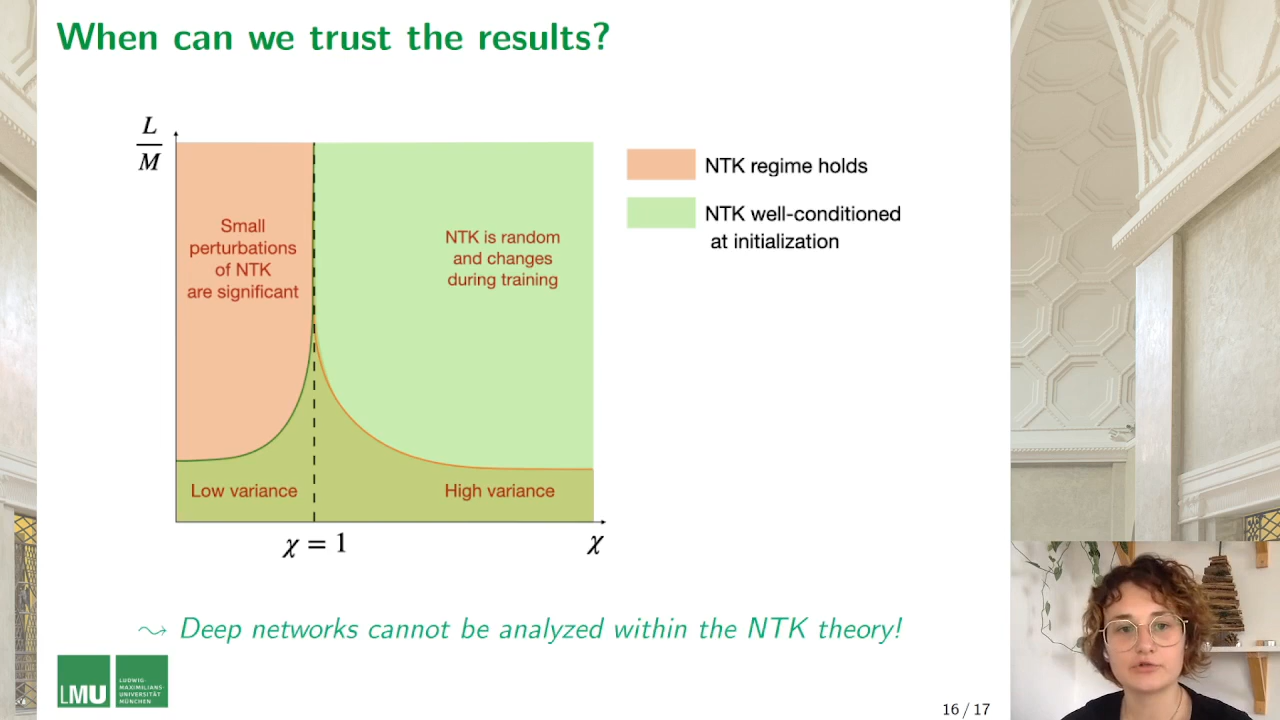 When can we trust the results?
L
M
NTK regime holds
NTK well-conditioned
at initialization
Small
perturbations
of NTK
are significant
NTK is random
and changes
during training
Low variance
High variance
χ = 1
χ
⤳ Deep networks cannot be analyzed within the NTK theory!
LMU
LUDWIG-
MAXIMILIANS-
UNIVERSITÄT
MÜNCHEN
16 / 17